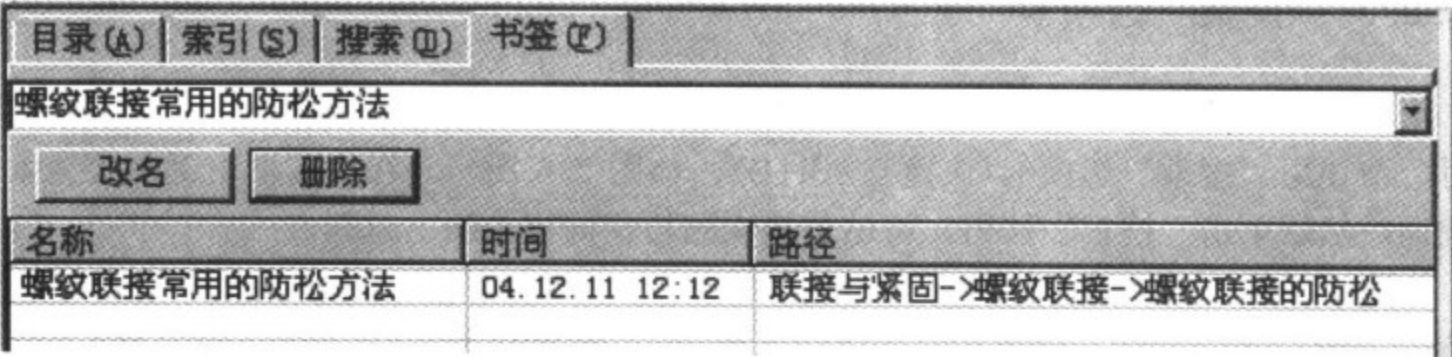 目录(A) 索引(S) 搜索(D) 书签(F)
螺纹联接常用的防松方法
改名 删除
名称 时间 路径
螺纹联接常用的防松方法 04.12.11 12:12 联接与紧固->螺纹联接->螺纹联接的防松